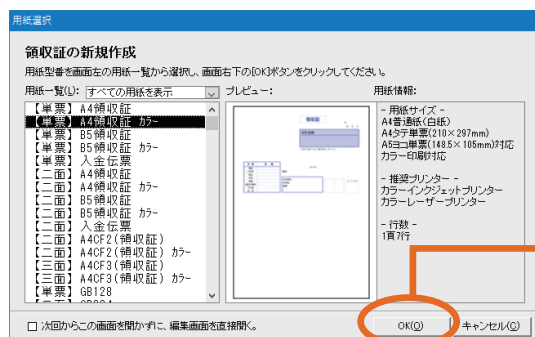 用紙選択
領収証の新規作成
用紙型番を画面左の用紙一覧から選択し、画面右下の[OK]ボタンをクリックしてください。
用紙一覧(L): すべての用紙を表示
プレビュー:
用紙情報:
【単票】 A4領収証
【単票】 A4領収証 カラー
【単票】 B5領収証
【単票】 B5領収証 カラー
【単票】 入金伝票
【二面】 A4領収証
【二面】 A4領収証 カラー
【二面】 B5領収証
【二面】 B5領収証 カラー
【二面】 入金伝票
【二面】 A4CF2(領収証)
【二面】 A4CF2(領収証) カラー
【三面】 A4CF3(領収証)
【三面】 A4CF3(領収証) カラー
【単票】 GB128
領収証
- 用紙サイズ -
A4普通紙(白紙)
A4タテ単票(210×297mm)
A5ヨコ単票(148.5×105mm)対応
カラー印刷対応
- 推奨プリンター -
カラーインクジェットプリンター
カラーレーザープリンター
- 行数 -
1頁7行
次回からこの画面を開かずに、編集画面を直接開く。
OK(O)
キャンセル(C)